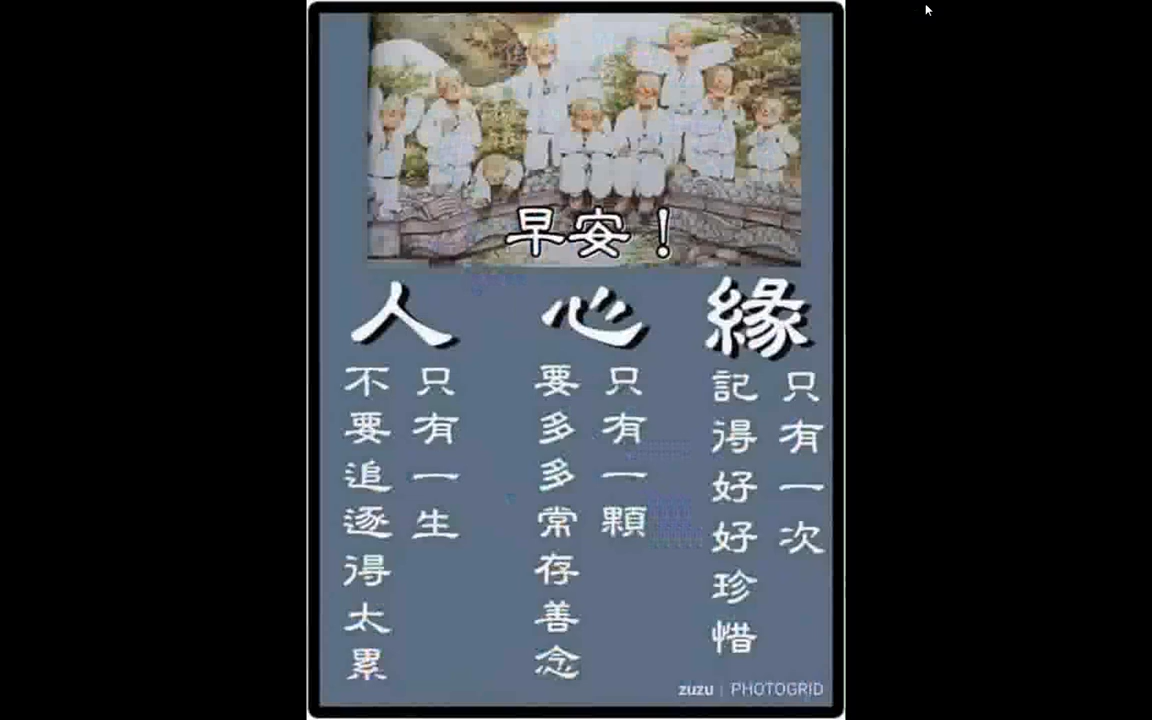 早安！
緣
只有一次
記得好好珍惜
心
只有一顆
要多多常存善念
人
只有一生
不要追逐得太累
zuzu | PHOTOGRID